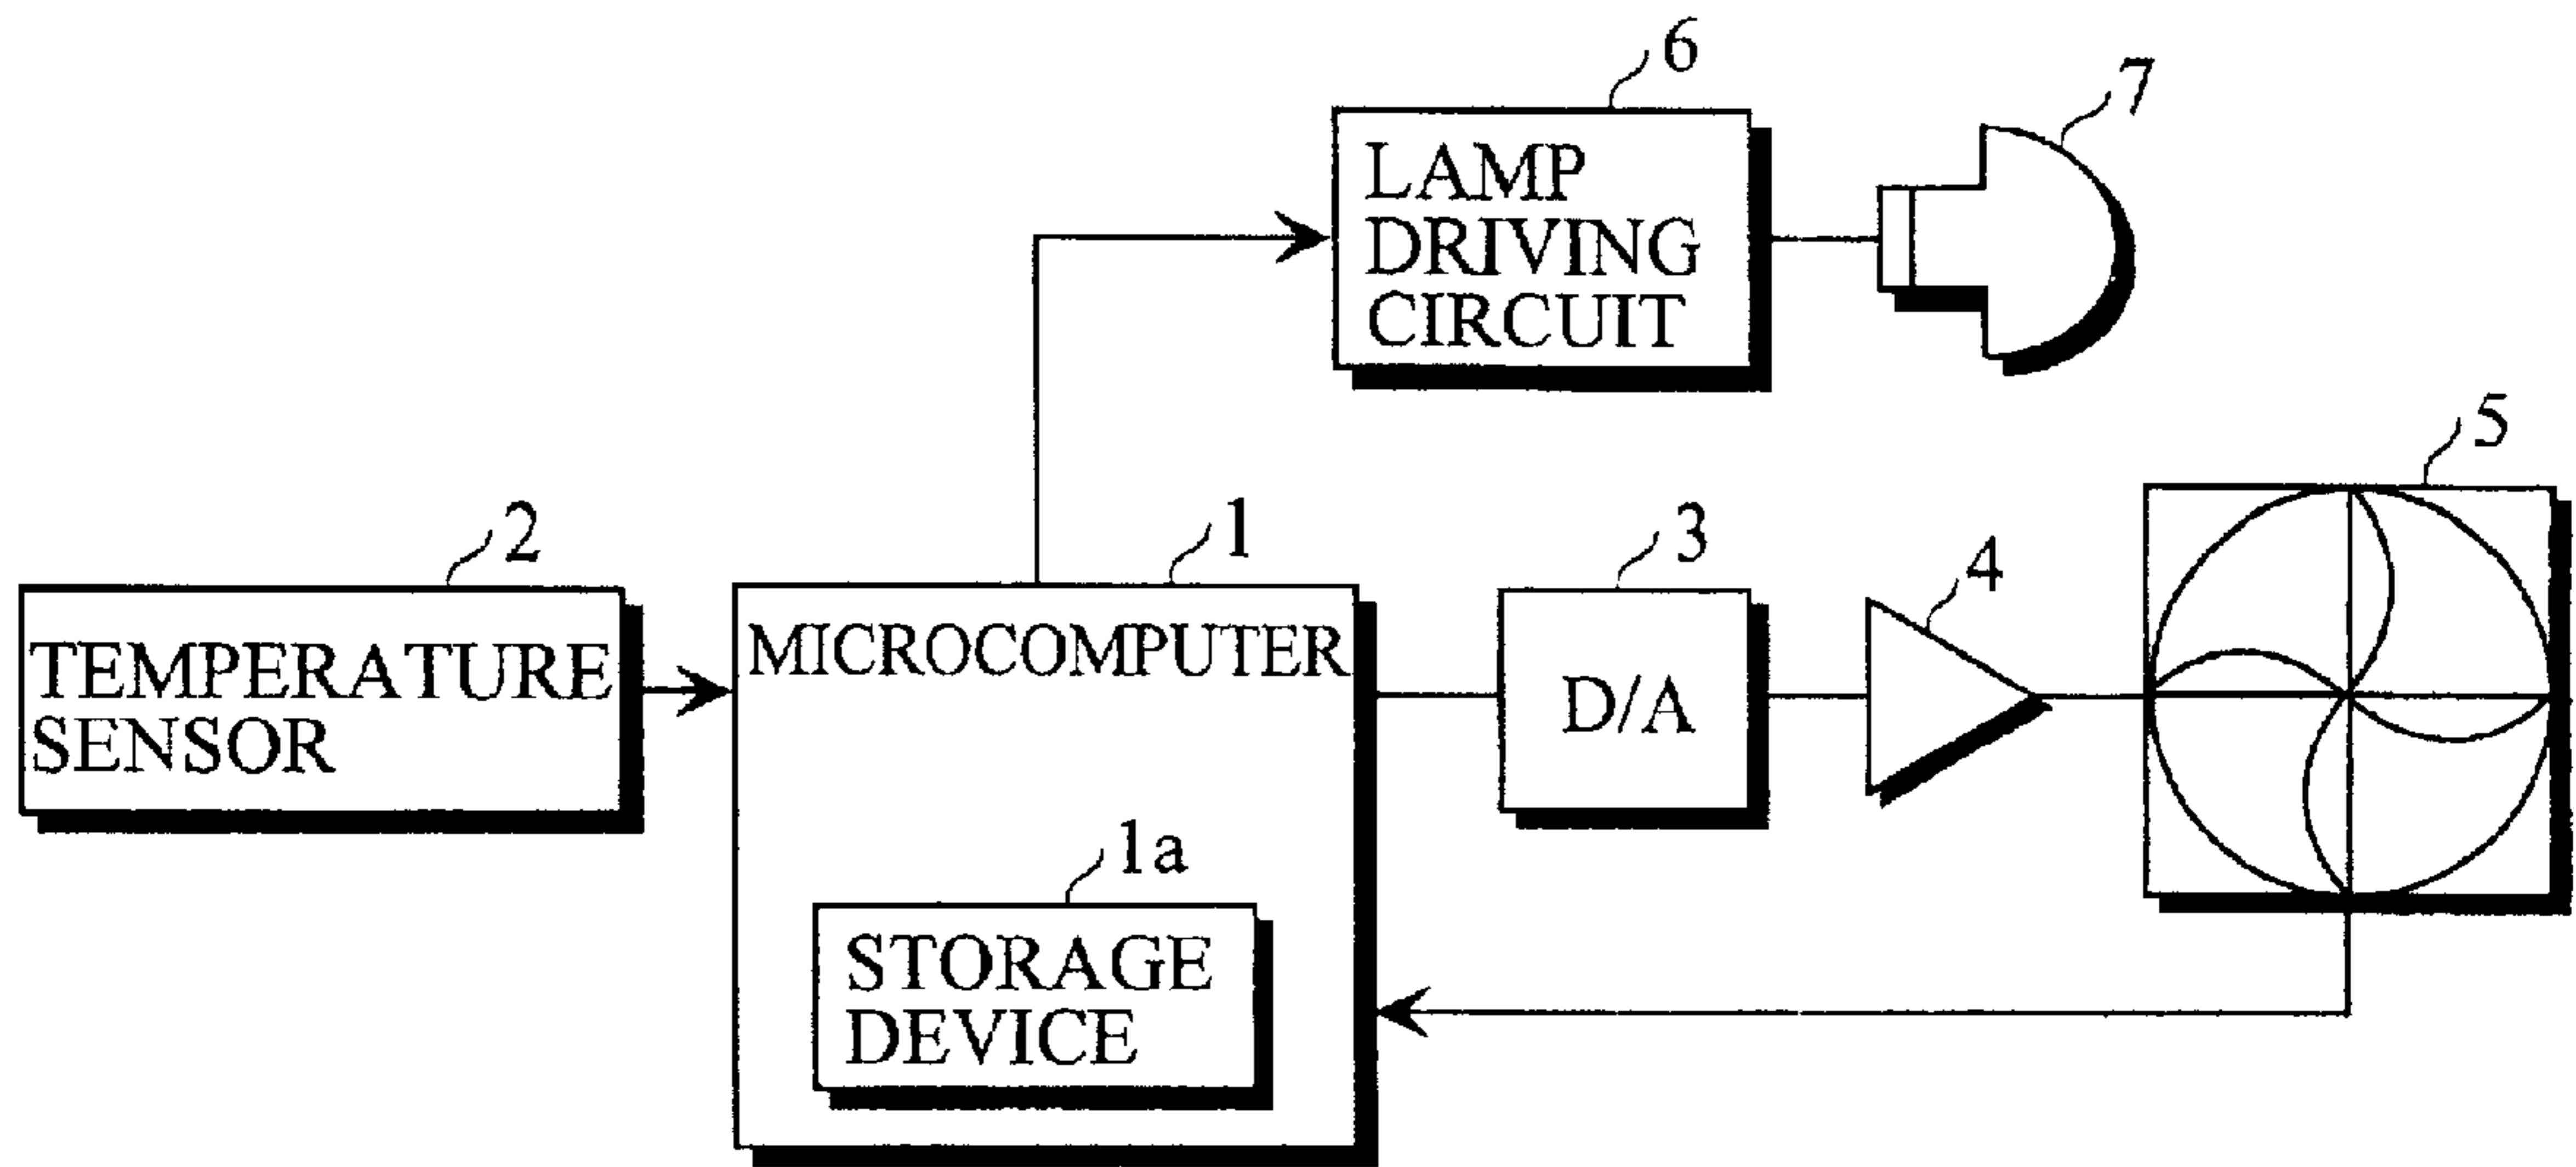 6
7
LAMP
DRIVING
CIRCUIT
5
2
1
3
4
TEMPERATURE
SENSOR
MICROCOMPUTER
D/A
1a
STORAGE
DEVICE